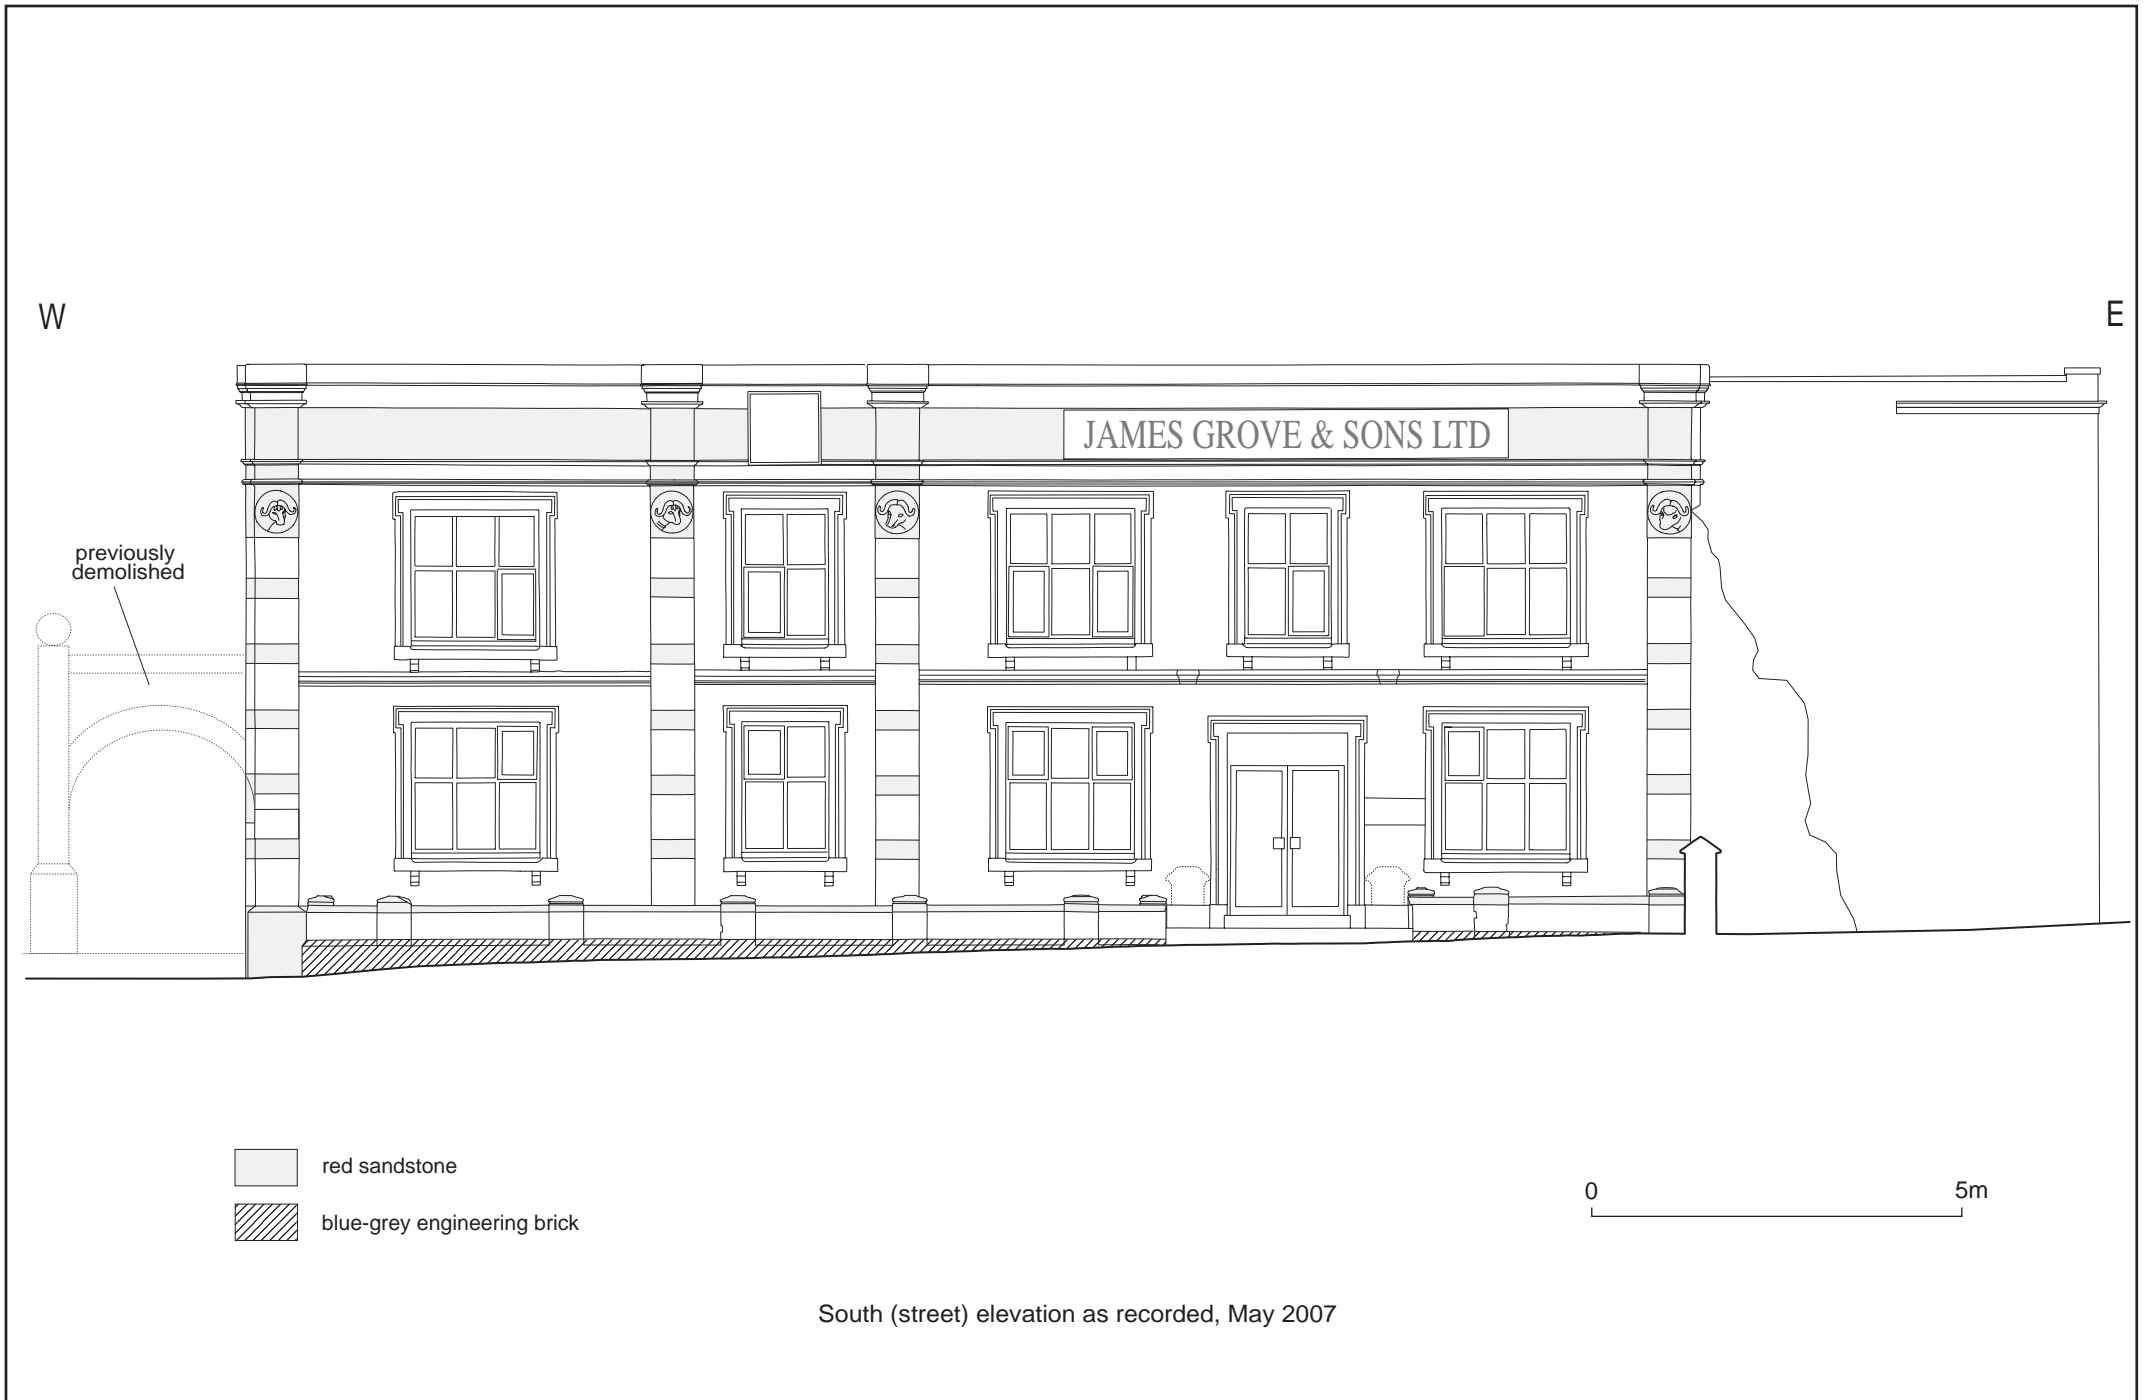 W
E
JAMES GROVE & SONS LTD
previously
demolished
red sandstone
blue-grey engineering brick
0
5m
South (street) elevation as recorded, May 2007